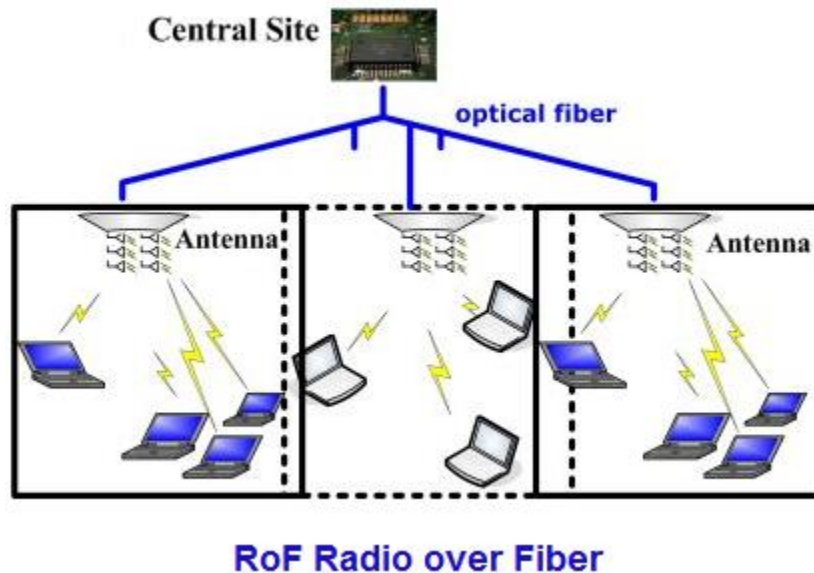 Central Site
optical fiber
Antenna
Antenna
RoF Radio over Fiber